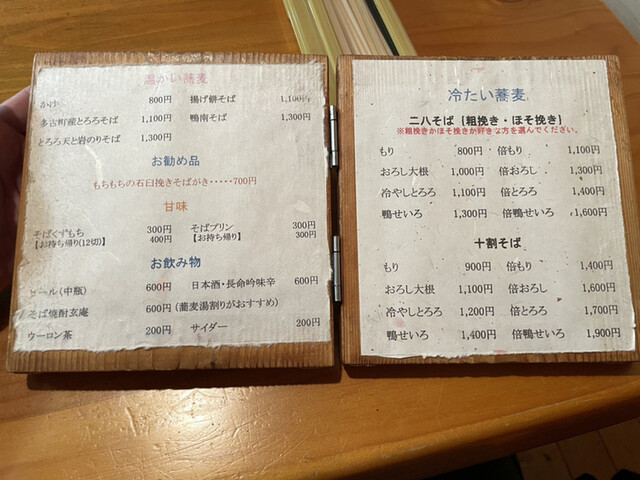 温かい蕎麦
かけ 800円 揚げ餅そば 1,100円
多古町産とろろそば 1,100円 鴨南そば 1,300円
とろろ天と岩のりそば 1,300円
お勧め品
もちもちの石臼挽きそばがき・・・・・700円
甘味
そばくずもち 300円 そばプリン 300円
【お持ち帰り(12切) 400円 【お持ち帰り】 300円
お飲み物
ビール(中瓶) 600円 日本酒・長命吟味辛 600円
そば焼酎玄庵 600円(蕎麦湯割りがおすすめ)
ウーロン茶 200円 サイダー 200円
冷たい蕎麦
二八そば [粗挽き・ほそ挽き]
※粗挽きかほそ挽きか好きな方を選んでください。
もり 800円 倍もり 1,100円
おろし大根 1,000円 倍おろし 1,300円
冷やしとろろ 1,100円 倍とろろ 1,400円
鴨せいろ 1,300円 倍鴨せいろ 1,600円
十割そば
もり 900円 倍もり 1,400円
おろし大根 1,100円 倍おろし 1,600円
冷やしとろろ 1,200円 倍とろろ 1,700円
鴨せいろ 1,400円 倍鴨せいろ 1,900円